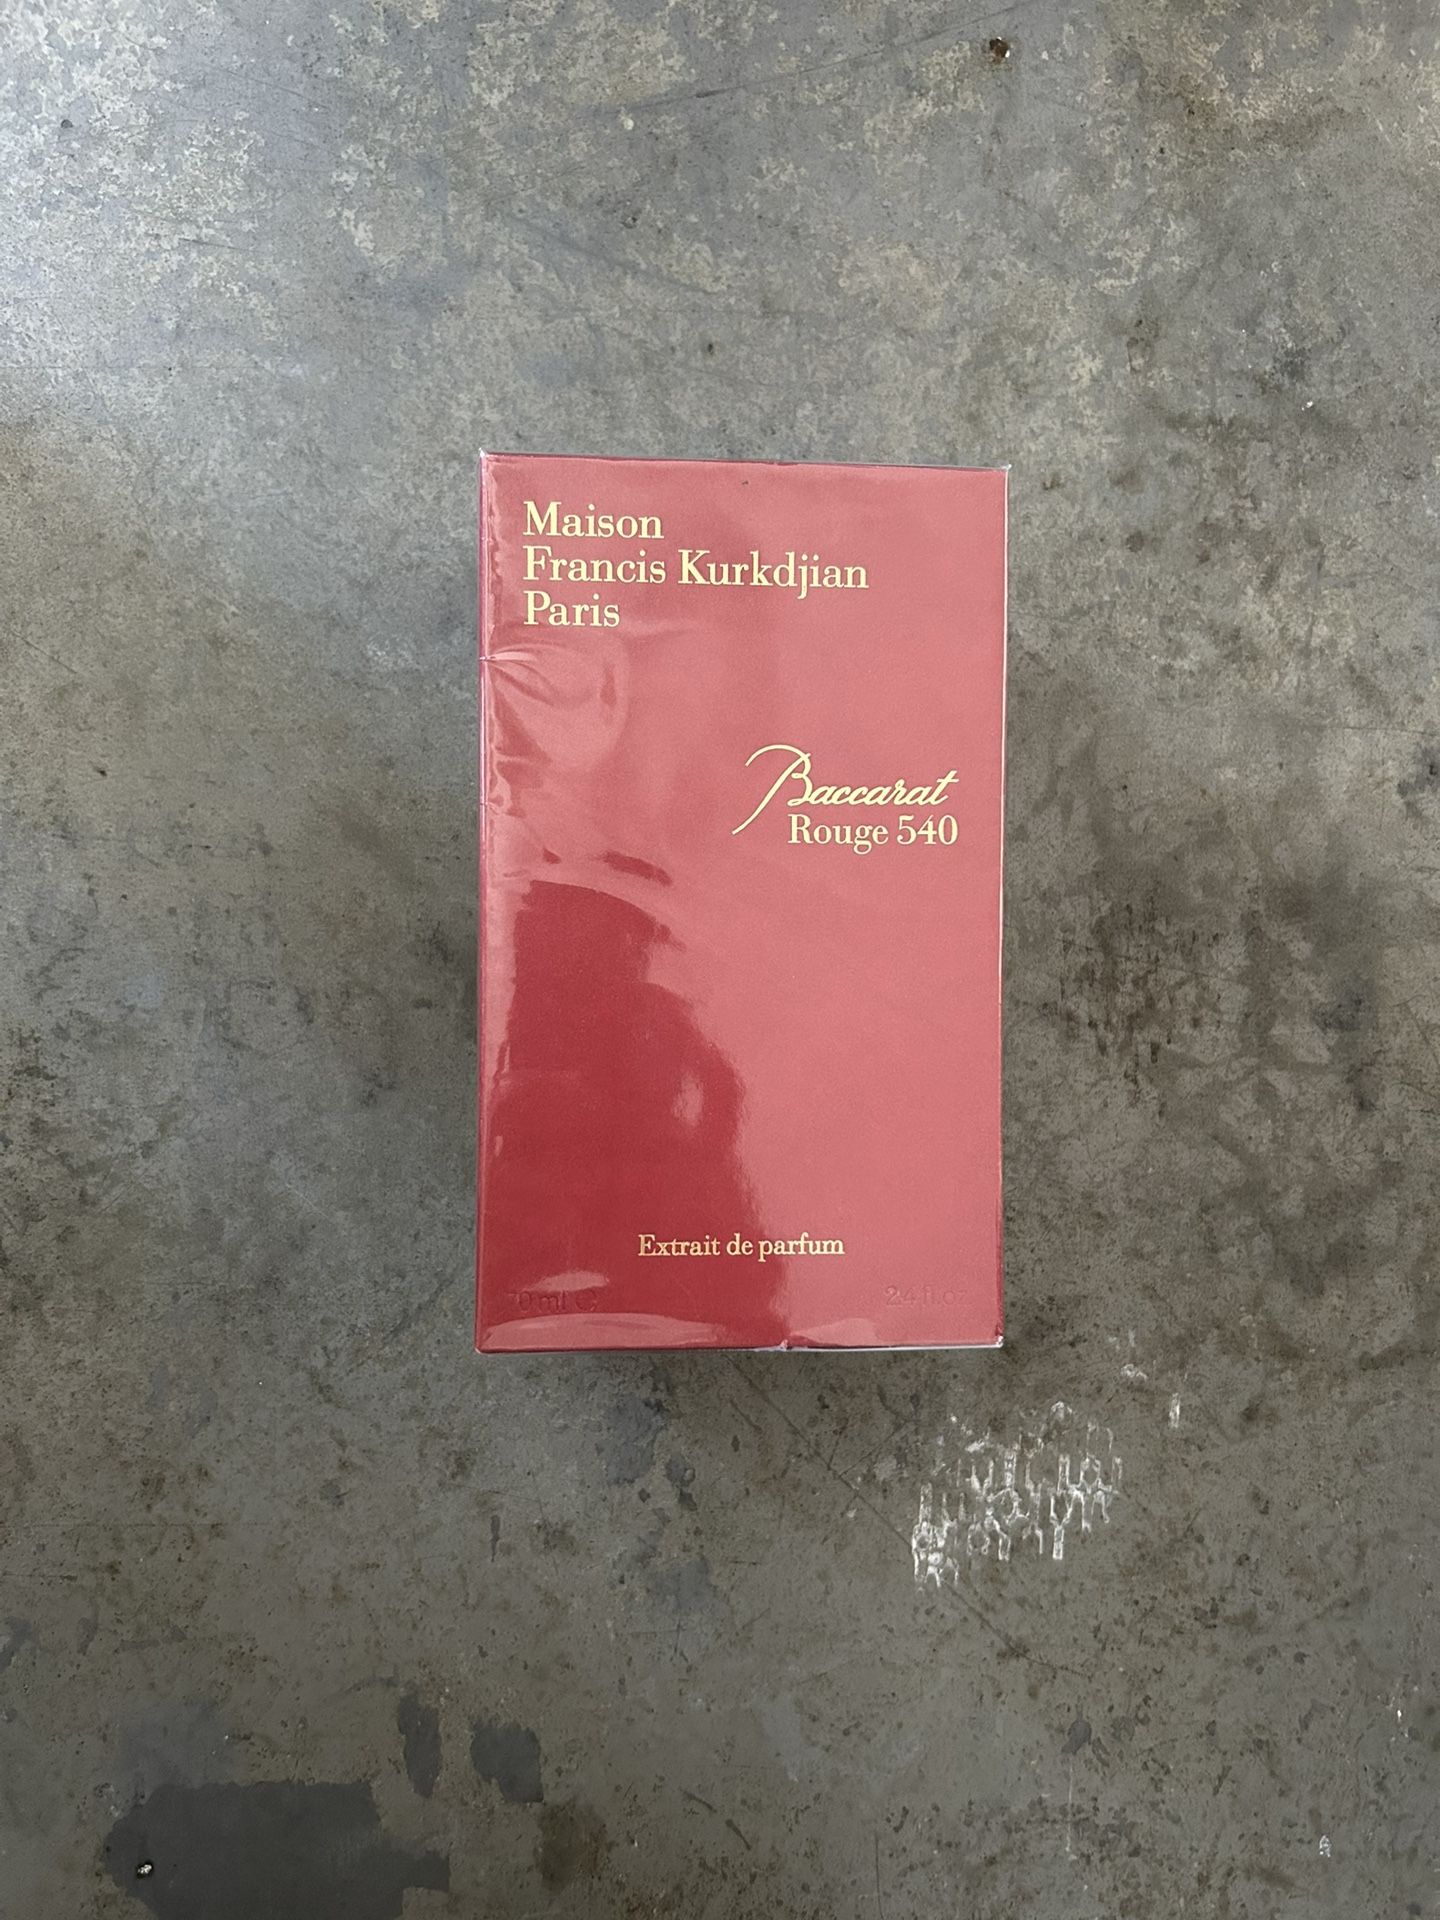 Maison
Francis Kurkdjian
Paris
Baccarat
Rouge 540
Extrait de parfum
70 ml ℮ 2.4 fl.oz